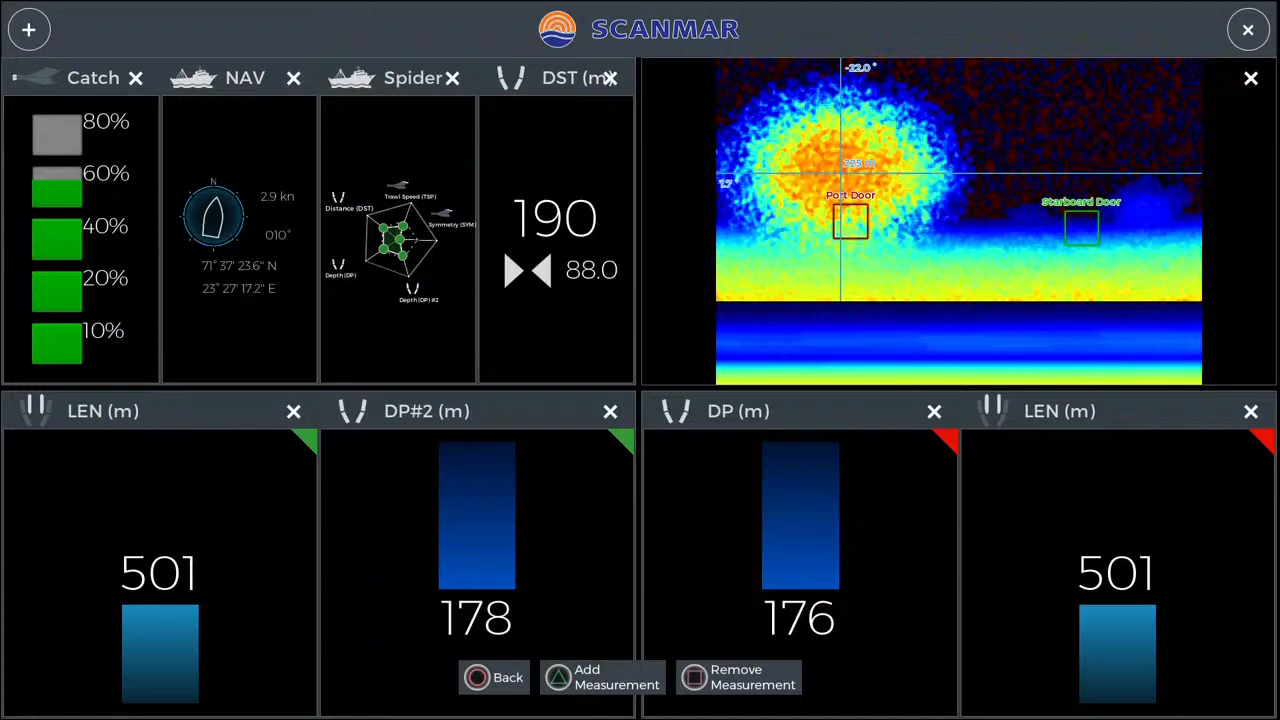 SCANMAR
Catch
NAV
Spider
DST (m)
80%
60%
40%
20%
10%
N
2.9 kn
010°
71° 37' 23.6" N
23° 27' 17.2" E
Trawl Speed (TSP)
Distance (DST)
Symmetry (SYM)
Depth (DP)
Depth (DP) #2
190
88.0
-22.0 °
225 m
Port Door
Starboard Door
LEN (m)
DP#2 (m)
DP (m)
LEN (m)
501
178
176
501
Back
Add
Measurement
Remove
Measurement